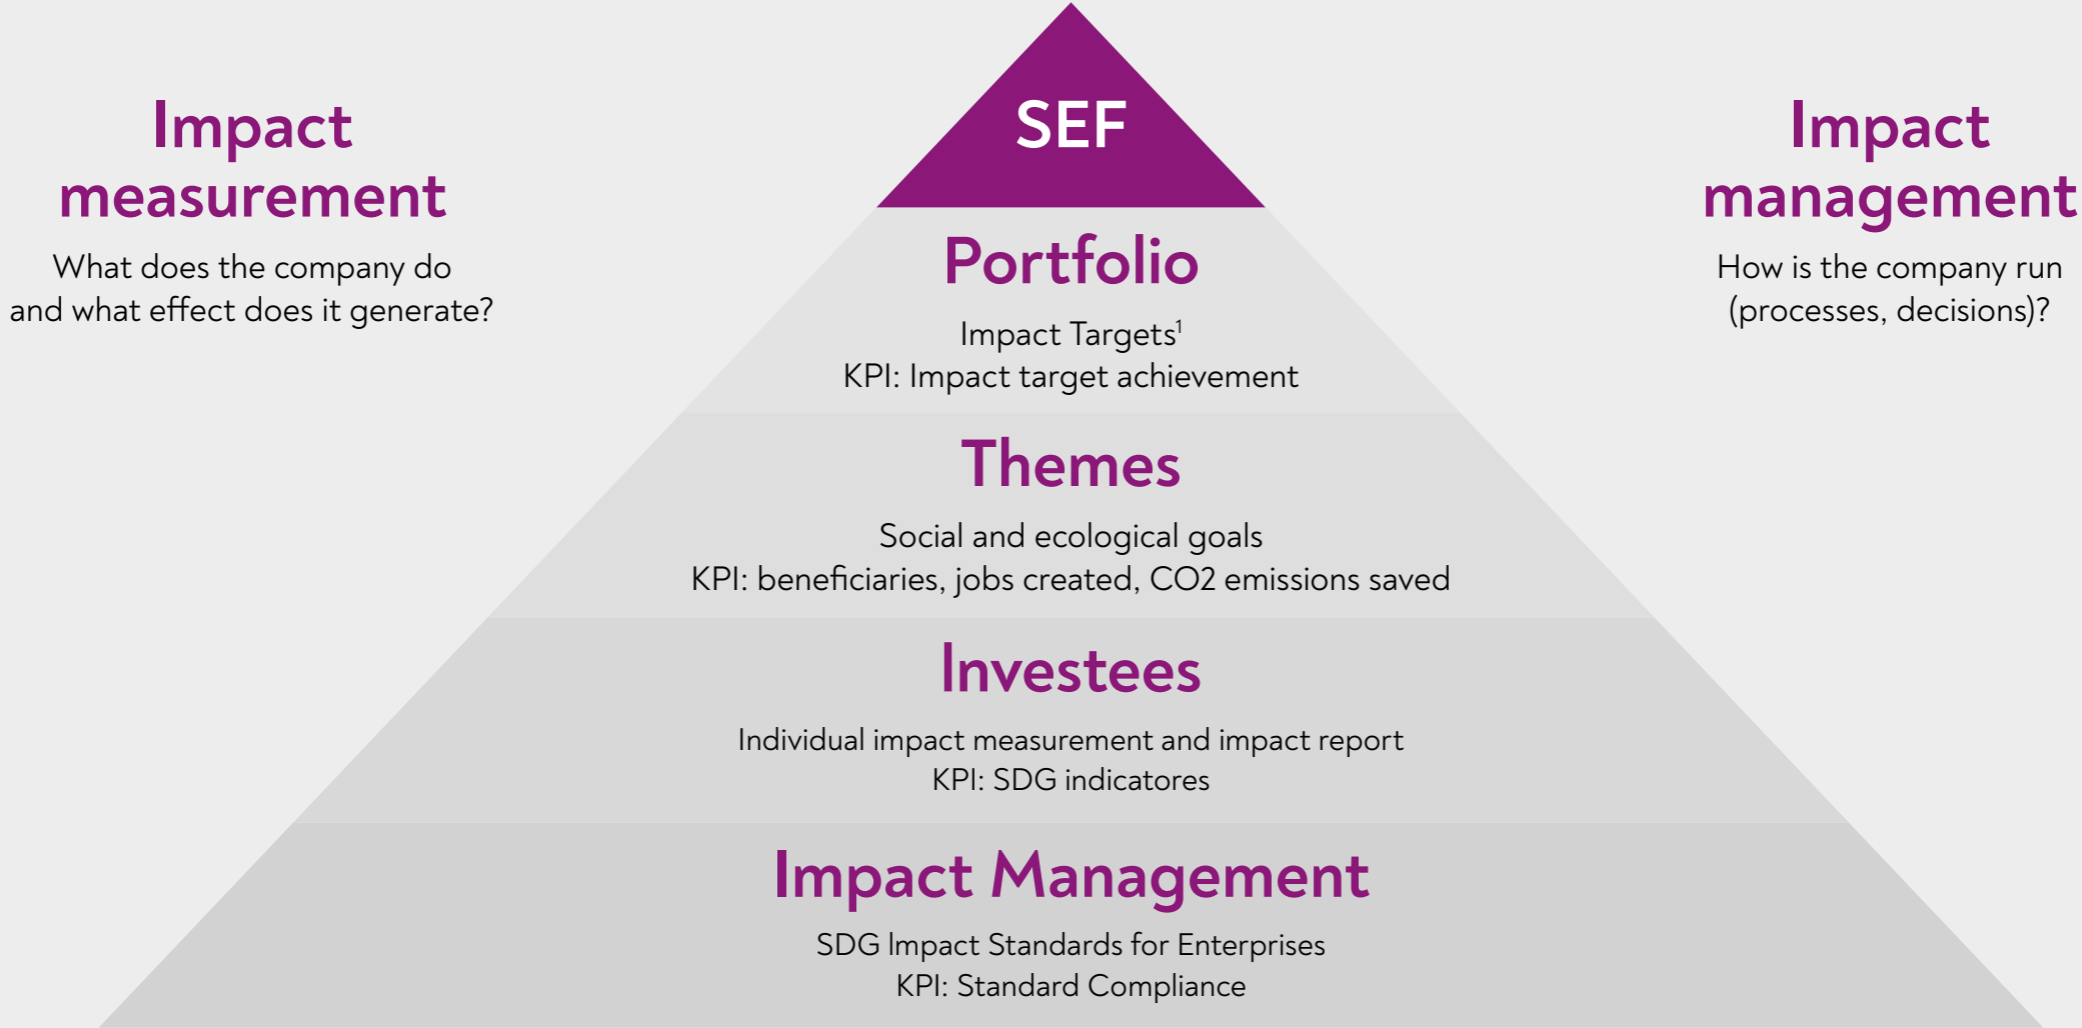 Impact
measurement
What does the company do
and what effect does it generate?
SEF
Impact
management
How is the company run
(processes, decisions)?
Portfolio
Impact Targets¹
KPI: Impact target achievement
Themes
Social and ecological goals
KPI: beneficiaries, jobs created, CO2 emissions saved
Investees
Individual impact measurement and impact report
KPI: SDG indicatores
Impact Management
SDG Impact Standards for Enterprises
KPI: Standard Compliance